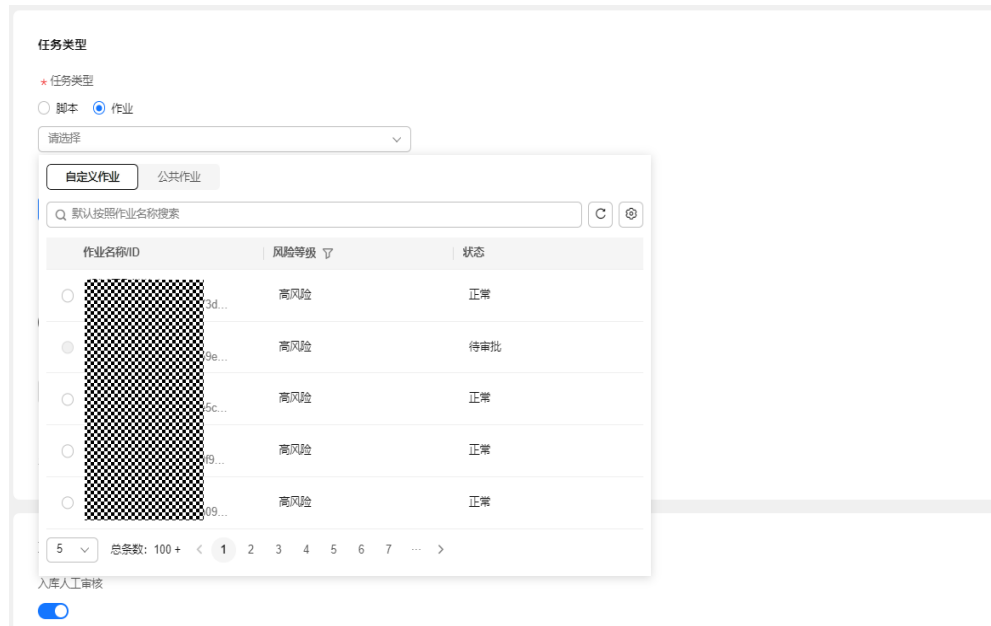 任务类型
* 任务类型
脚本 作业
请选择
自定义作业 公共作业
默认按照作业名称搜索
作业名称/ID 风险等级 状态
高风险 正常
3d...
高风险 待审批
9e...
高风险 正常
5c...
高风险 正常
f9...
高风险 正常
09...
5 总条数: 100 + < 1 2 3 4 5 6 7 ... >
入库人工审核